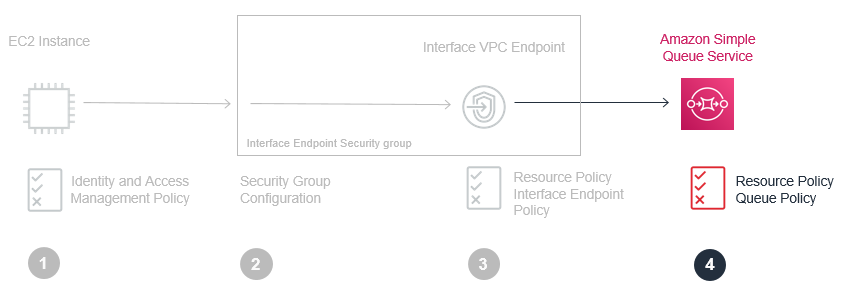 EC2 Instance
Interface VPC Endpoint
Amazon Simple
Queue Service
Interface Endpoint Security group
Identity and Access
Management Policy
Security Group
Configuration
Resource Policy
Interface Endpoint
Policy
Resource Policy
Queue Policy
1
2
3
4